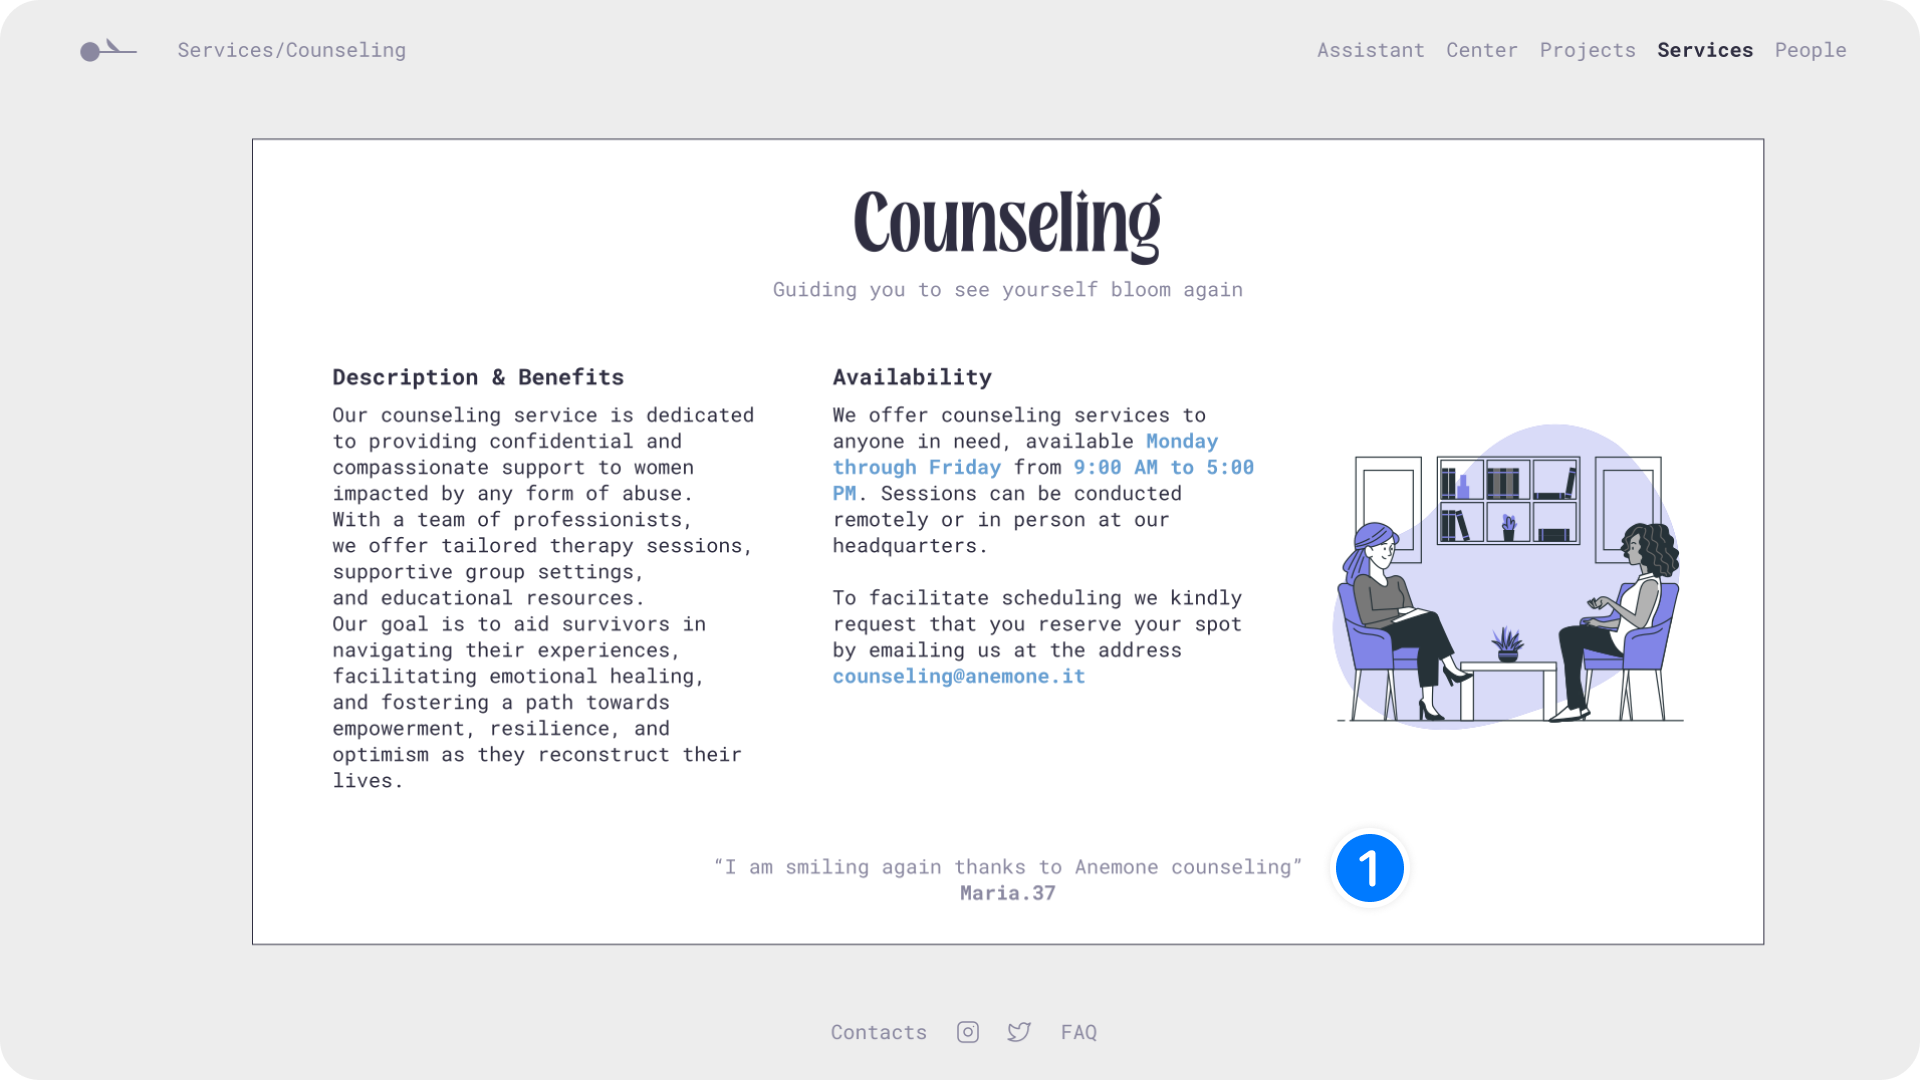 Services/Counseling
Assistant Center Projects Services People
Counseling
Guiding you to see yourself bloom again
Description & Benefits
Our counseling service is dedicated
to providing confidential and
compassionate support to women
impacted by any form of abuse.
With a team of professionists,
we offer tailored therapy sessions,
supportive group settings,
and educational resources.
Our goal is to aid survivors in
navigating their experiences,
facilitating emotional healing,
and fostering a path towards
empowerment, resilience, and
optimism as they reconstruct their
lives.
Availability
We offer counseling services to
anyone in need, available Monday
through Friday from 9:00 AM to 5:00
PM. Sessions can be conducted
remotely or in person at our
headquarters.
To facilitate scheduling we kindly
request that you reserve your spot
by emailing us at the address
counseling@anemone.it
“I am smiling again thanks to Anemone counseling”
Maria.37
1
Contacts FAQ